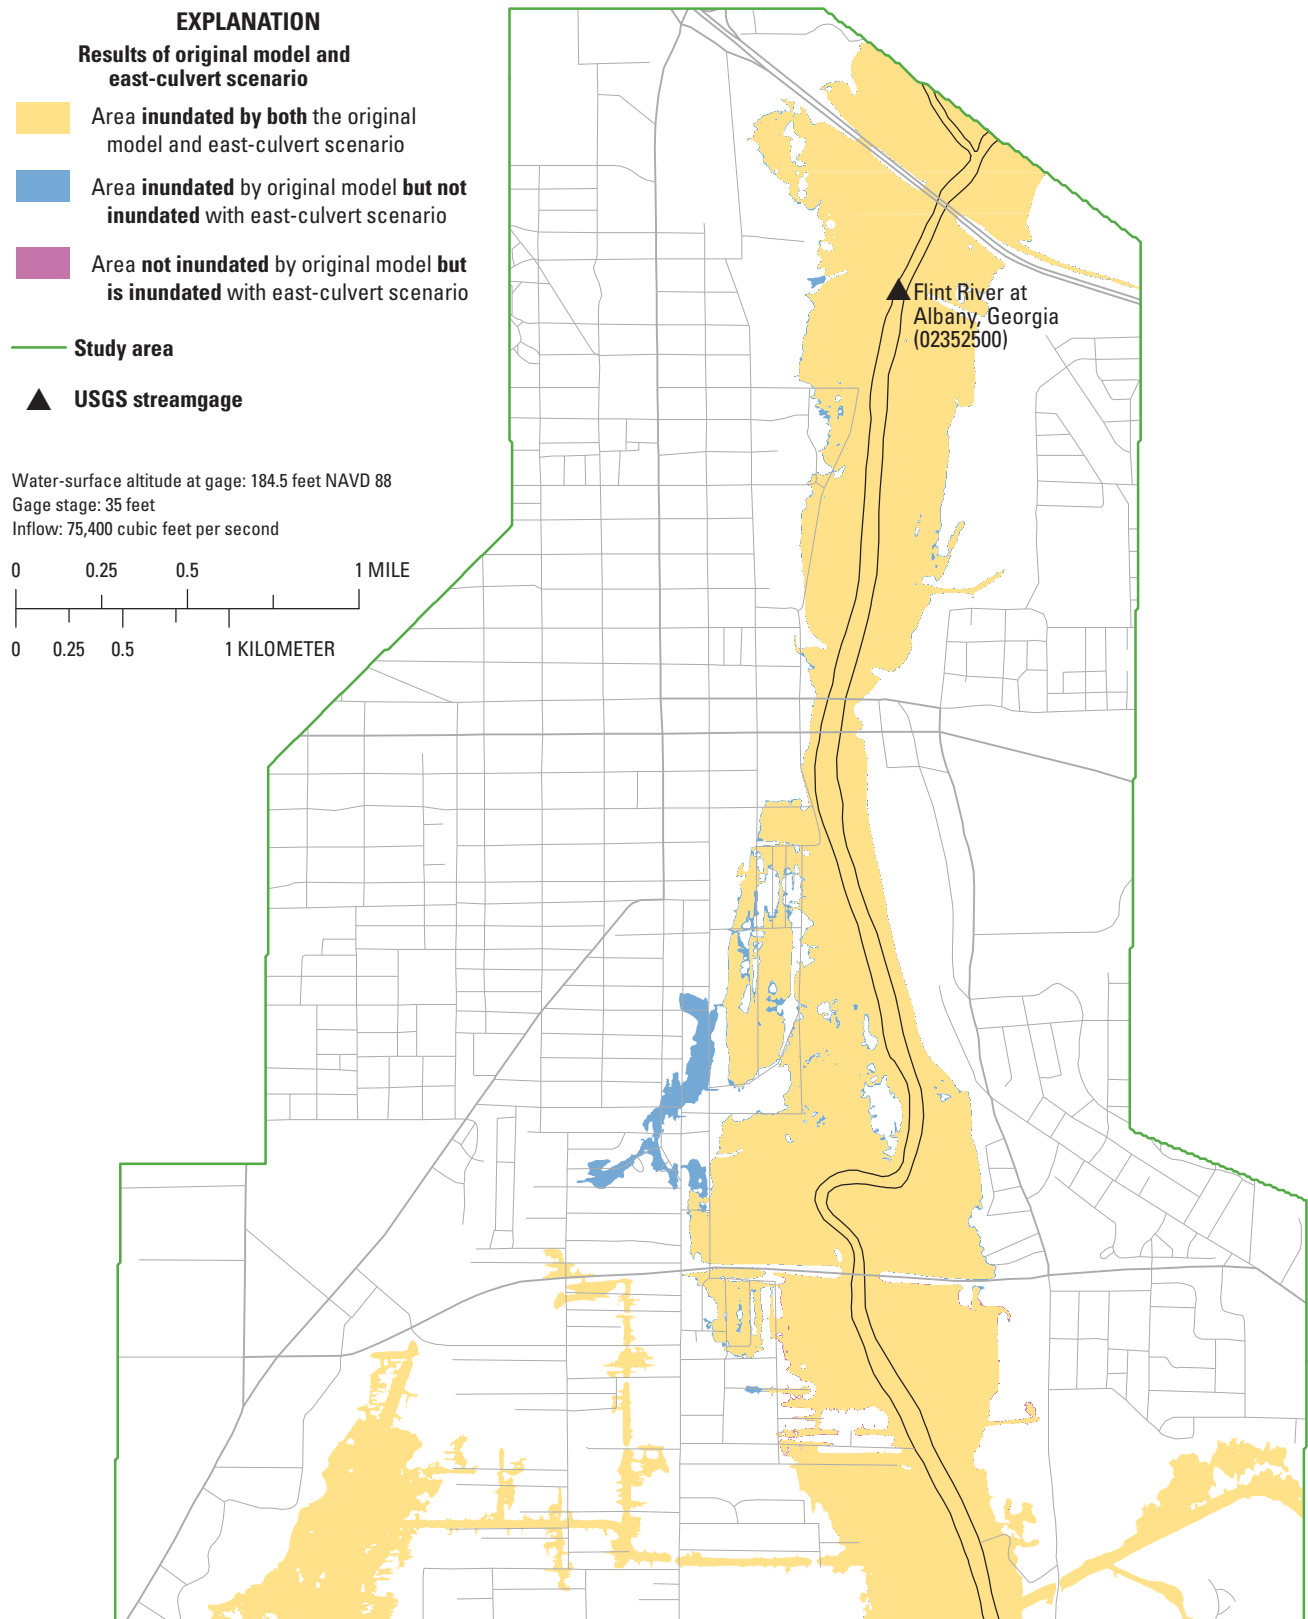 EXPLANATION
Results of original model and
east-culvert scenario
Area inundated by both the original
model and east-culvert scenario
Area inundated by original model but not
inundated with east-culvert scenario
Area not inundated by original model but
is inundated with east-culvert scenario
Study area
USGS streamgage
Water-surface altitude at gage: 184.5 feet NAVD 88
Gage stage: 35 feet
Inflow: 75,400 cubic feet per second
0 0.25 0.5 1 MILE
0 0.25 0.5 1 KILOMETER
Flint River at
Albany, Georgia
(02352500)